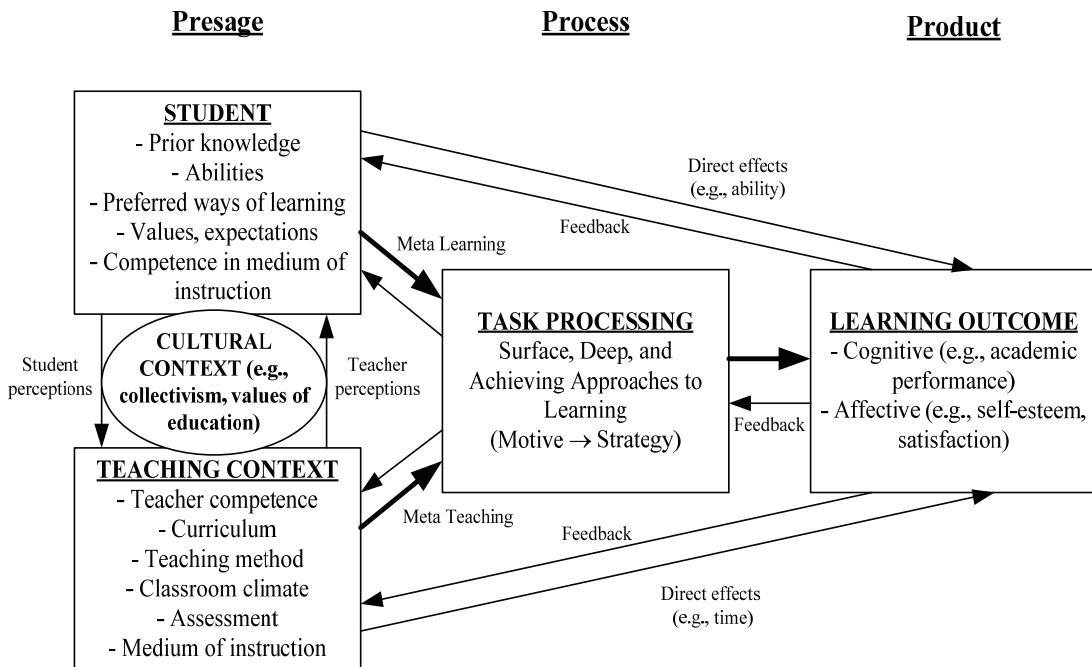 Presage
Process
Product
STUDENT
- Prior knowledge
- Abilities
- Preferred ways of learning
- Values, expectations
- Competence in medium of
instruction
Direct effects
(e.g., ability)
Feedback
Meta Learning
CULTURAL
CONTEXT (e.g.,
collectivism, values of
education)
Student
perceptions
Teacher
perceptions
TASK PROCESSING
Surface, Deep, and
Achieving Approaches to
Learning
(Motive → Strategy)
LEARNING OUTCOME
- Cognitive (e.g., academic
performance)
- Affective (e.g., self-esteem,
satisfaction)
Feedback
TEACHING CONTEXT
- Teacher competence
- Curriculum
- Teaching method
- Classroom climate
- Assessment
- Medium of instruction
Meta Teaching
Feedback
Direct effects
(e.g., time)